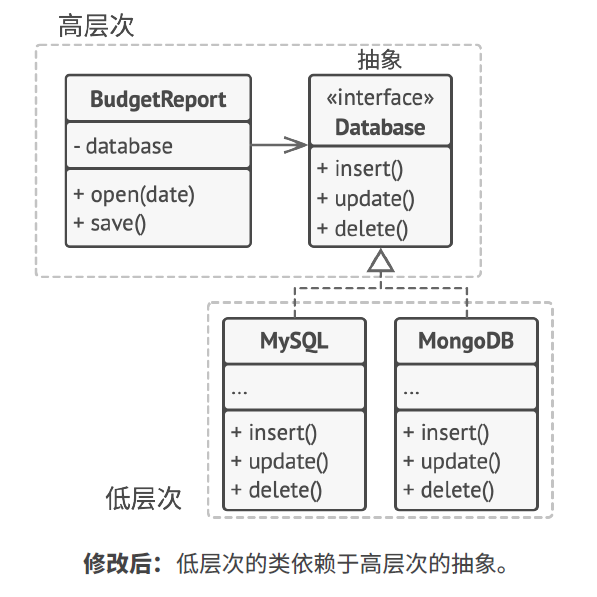 高层次
抽象
BudgetReport
- database
+ open(date)
+ save()
«interface»
Database
+ insert()
+ update()
+ delete()
MySQL
...
+ insert()
+ update()
+ delete()
MongoDB
...
+ insert()
+ update()
+ delete()
低层次
修改后：低层次的类依赖于高层次的抽象。